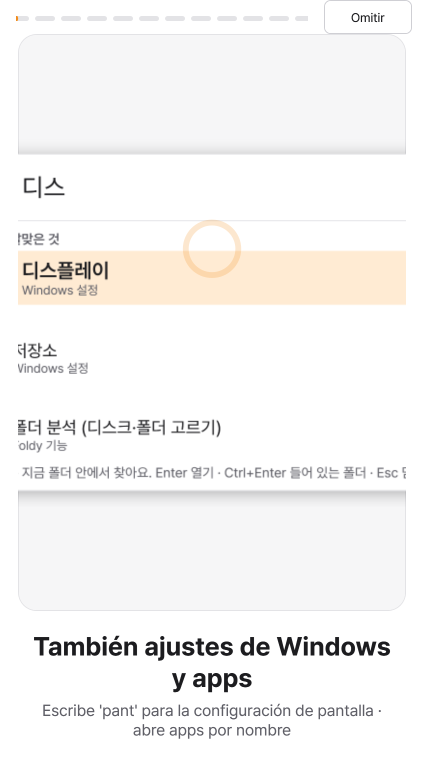 Omitir
디스
알맞은 것
디스플레이
Windows 설정
저장소
Windows 설정
폴더 분석 (디스크·폴더 고르기)
Foldy 기능
지금 폴더 안에서 찾아요. Enter 열기 · Ctrl+Enter 들어 있는 폴더 · Esc
También ajustes de Windows
y apps
Escribe 'pant' para la configuración de pantalla ·
abre apps por nombre